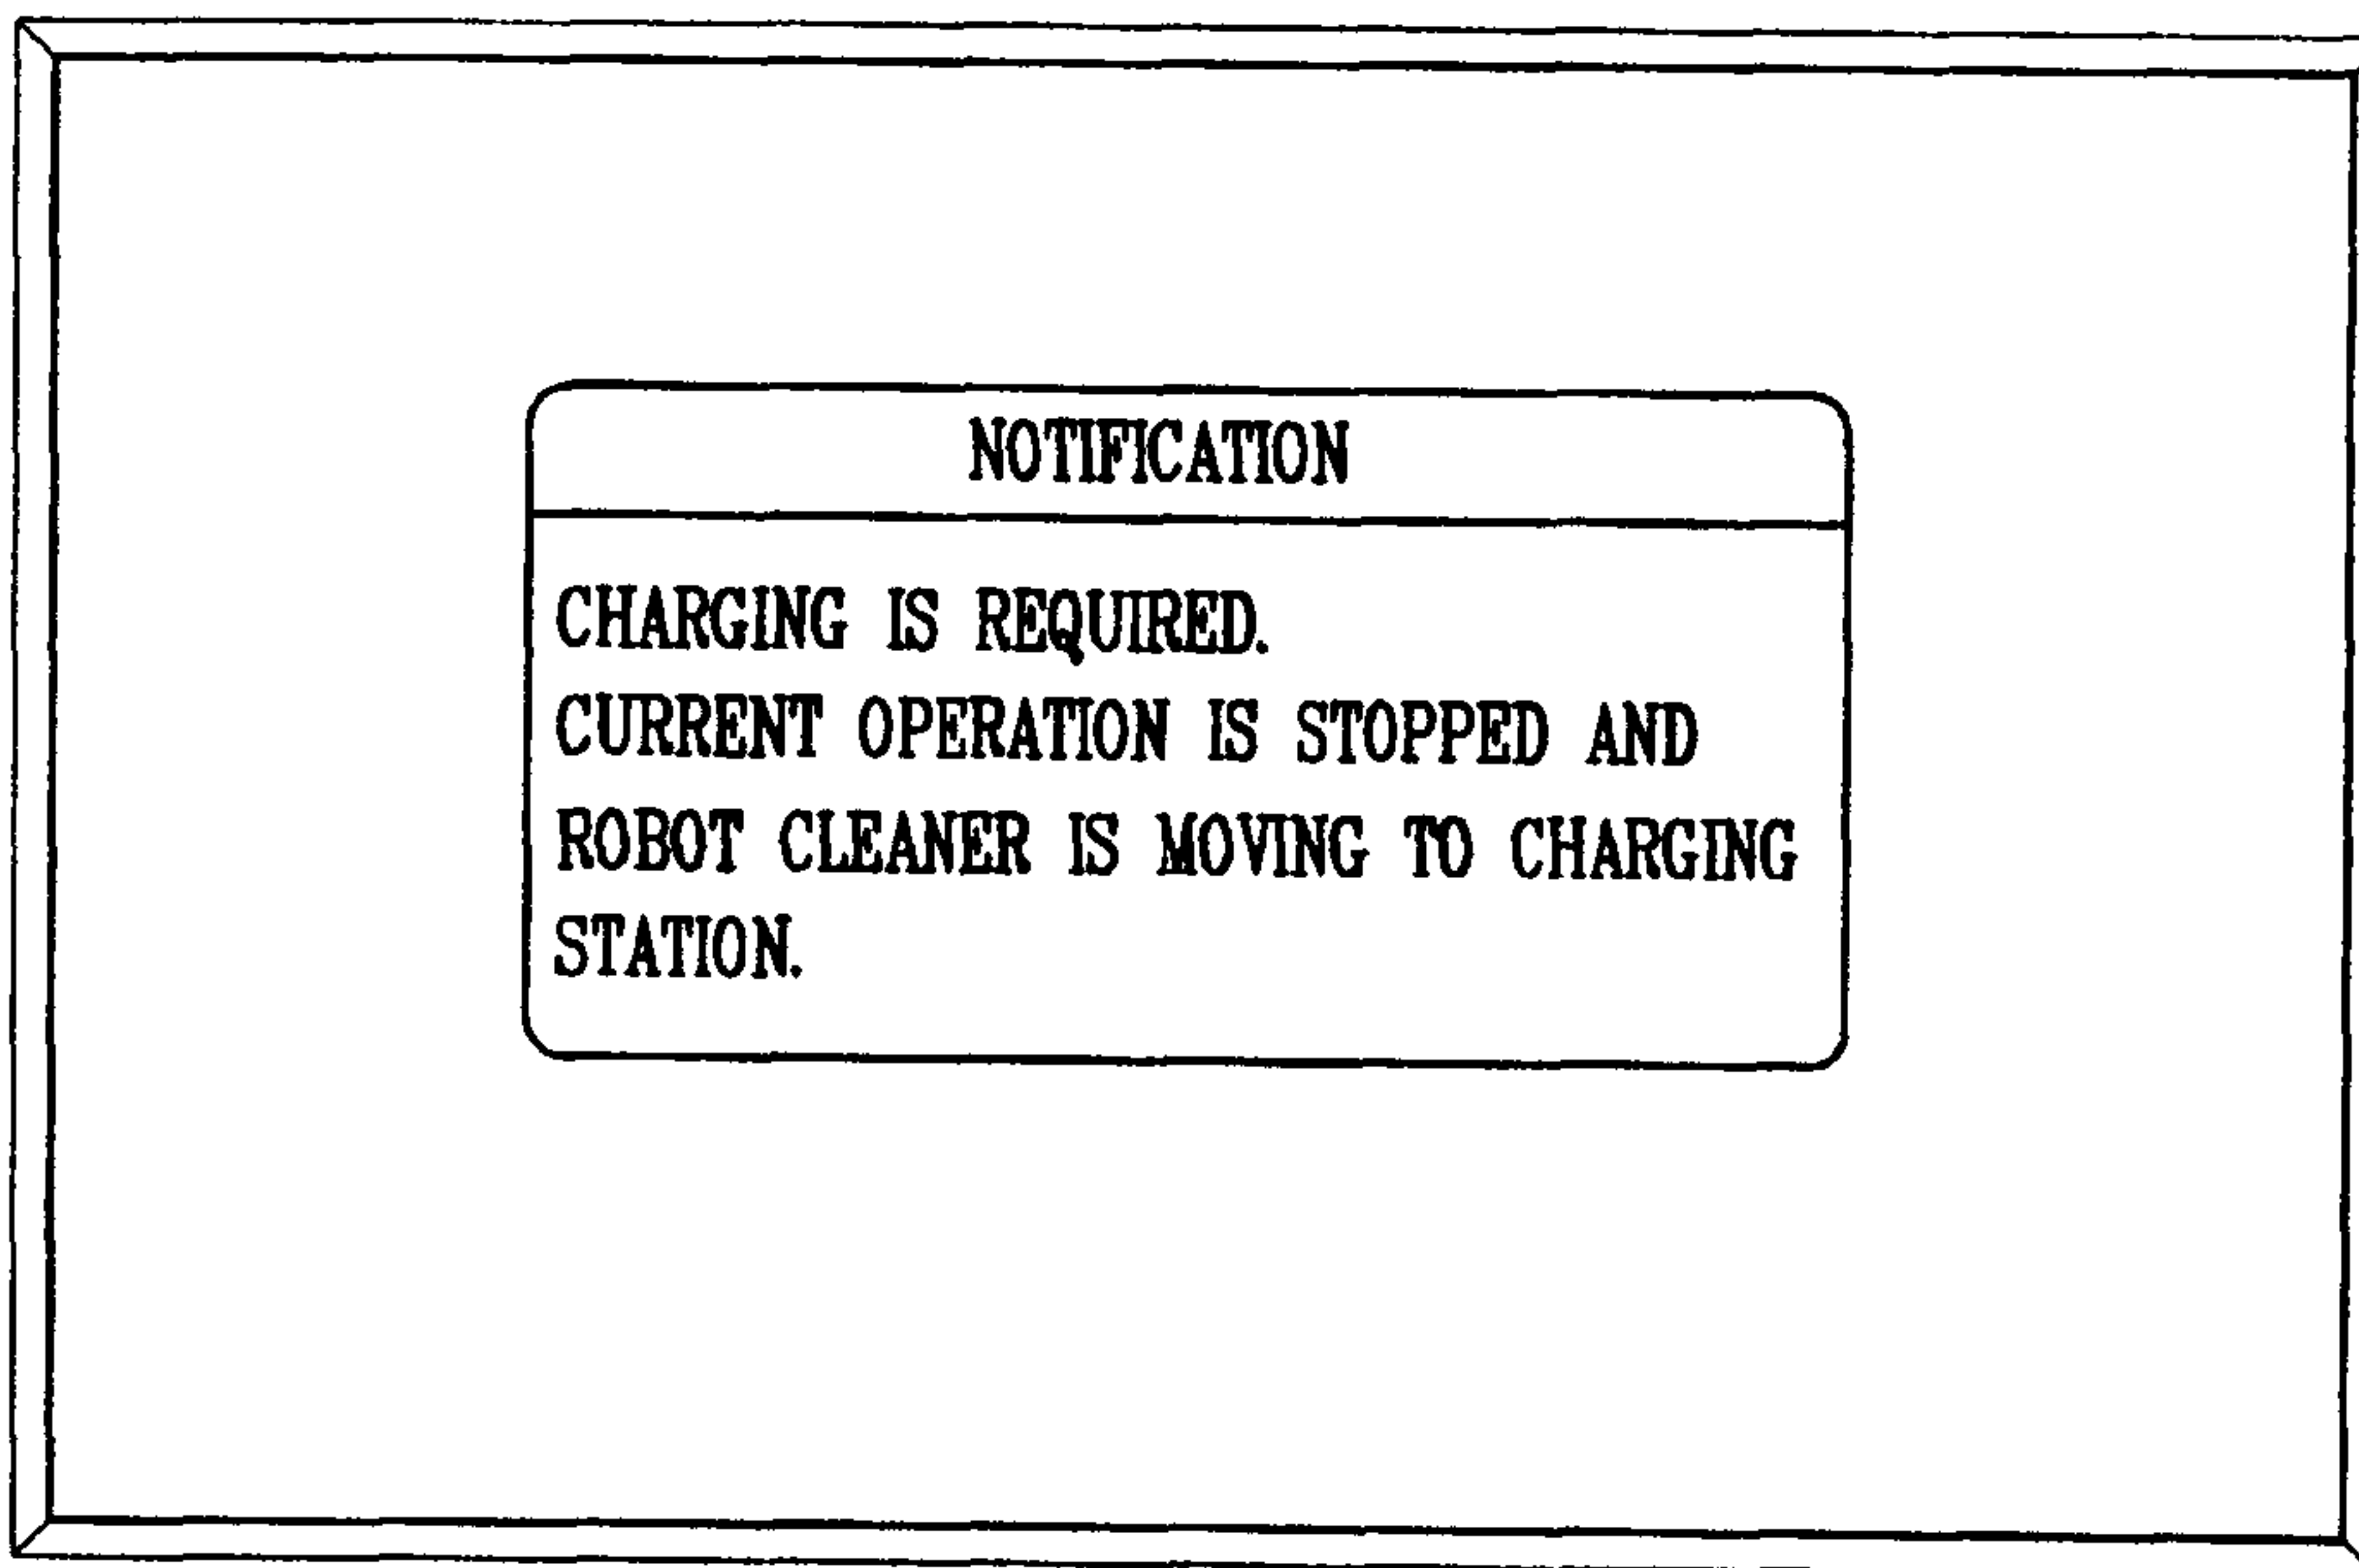 NOTIFICATION
CHARGING IS REQUIRED.
CURRENT OPERATION IS STOPPED AND
ROBOT CLEANER IS MOVING TO CHARGING
STATION.